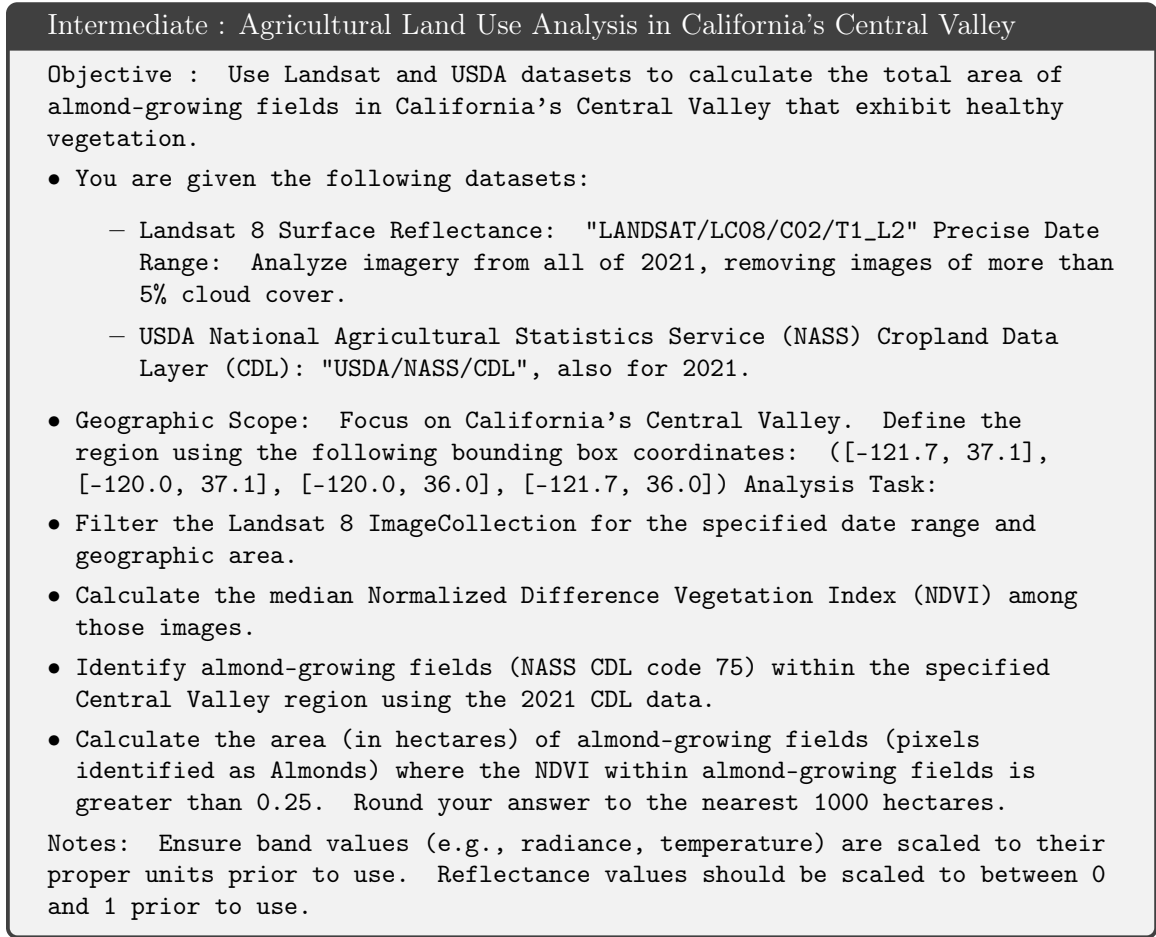 Intermediate : Agricultural Land Use Analysis in California's Central Valley
Objective : Use Landsat and USDA datasets to calculate the total area of
almond-growing fields in California's Central Valley that exhibit healthy
vegetation.
• You are given the following datasets:
– Landsat 8 Surface Reflectance: "LANDSAT/LC08/C02/T1_L2" Precise Date
Range: Analyze imagery from all of 2021, removing images of more than
5% cloud cover.
– USDA National Agricultural Statistics Service (NASS) Cropland Data
Layer (CDL): "USDA/NASS/CDL", also for 2021.
• Geographic Scope: Focus on California's Central Valley. Define the
region using the following bounding box coordinates: ([-121.7, 37.1],
[-120.0, 37.1], [-120.0, 36.0], [-121.7, 36.0]) Analysis Task:
• Filter the Landsat 8 ImageCollection for the specified date range and
geographic area.
• Calculate the median Normalized Difference Vegetation Index (NDVI) among
those images.
• Identify almond-growing fields (NASS CDL code 75) within the specified
Central Valley region using the 2021 CDL data.
• Calculate the area (in hectares) of almond-growing fields (pixels
identified as Almonds) where the NDVI within almond-growing fields is
greater than 0.25. Round your answer to the nearest 1000 hectares.
Notes: Ensure band values (e.g., radiance, temperature) are scaled to their
proper units prior to use. Reflectance values should be scaled to between 0
and 1 prior to use.